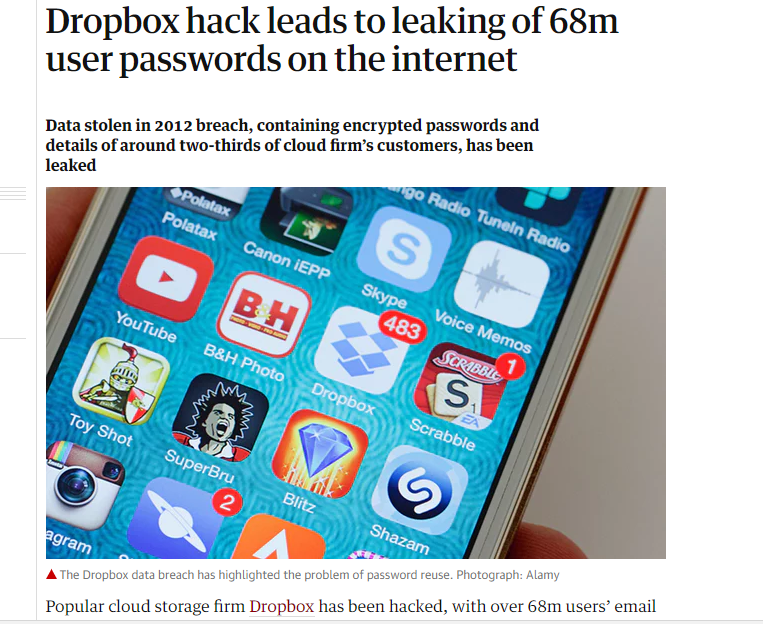 Dropbox hack leads to leaking of 68m
user passwords on the internet
Data stolen in 2012 breach, containing encrypted passwords and
details of around two-thirds of cloud firm's customers, has been
leaked
Polatax
ngo Radio
TuneIn Radio
Polatax
Canon iEPP
Skype
Voice Memos
YouTube
B&H
B&H Photo
483
Dropbox
SCRABBLE
1
S
EA
Scrabble
Toy Shot
SuperBru
Blitz
Shazam
agram
2
S
The Dropbox data breach has highlighted the problem of password reuse. Photograph: Alamy
Popular cloud storage firm Dropbox has been hacked, with over 68m users' email